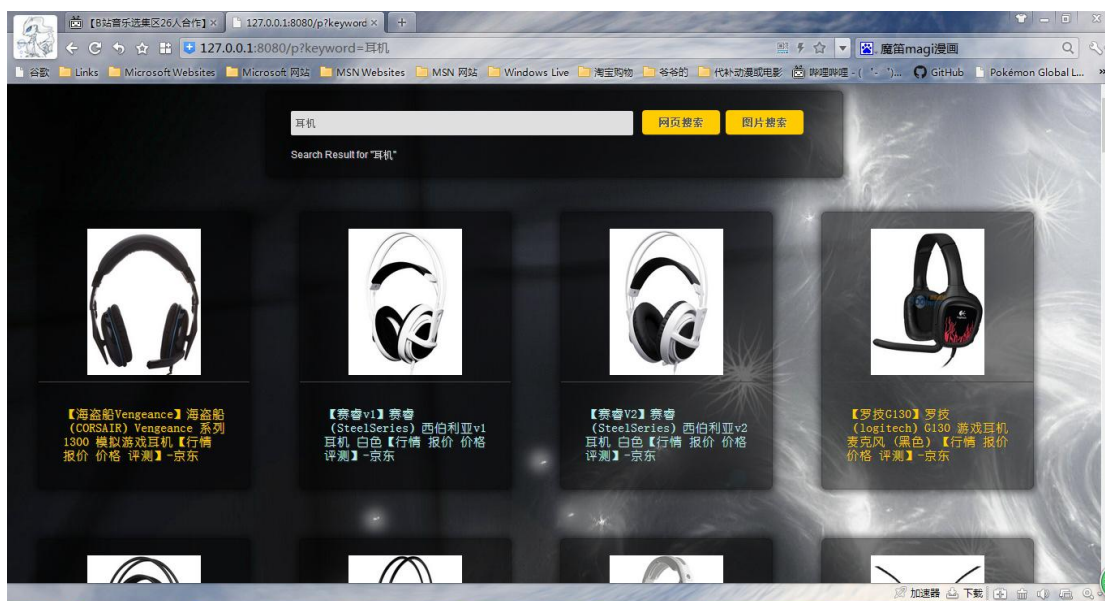 【B站音乐选集区26人合作】
127.0.0.1:8080/p?keyword
127.0.0.1:8080/p?keyword=耳机
魔笛magi漫画
谷歌 Links Microsoft Websites Microsoft 网站 MSN Websites MSN 网站 Windows Live 淘宝购物 爷爷的 代补动漫或电影 哔哩哔哩 - ( ゜- ゜)... GitHub Pokémon Global L...
耳机 网页搜索 图片搜索
Search Result for "耳机"
【海盗船Vengeance】海盗船
(CORSAIR) Vengeance 系列
1300 模拟游戏耳机【行情
报价 价格 评测】-京东
【赛睿v1】赛睿
(SteelSeries) 西伯利亚v1
耳机 白色【行情 报价 价格
评测】-京东
【赛睿V2】赛睿
(SteelSeries) 西伯利亚v2
耳机 白色【行情 报价 价格
评测】-京东
【罗技G130】罗技
(logitech) G130 游戏耳机
麦克风 (黑色) 【行情 报价
价格 评测】-京东
加速器 下载